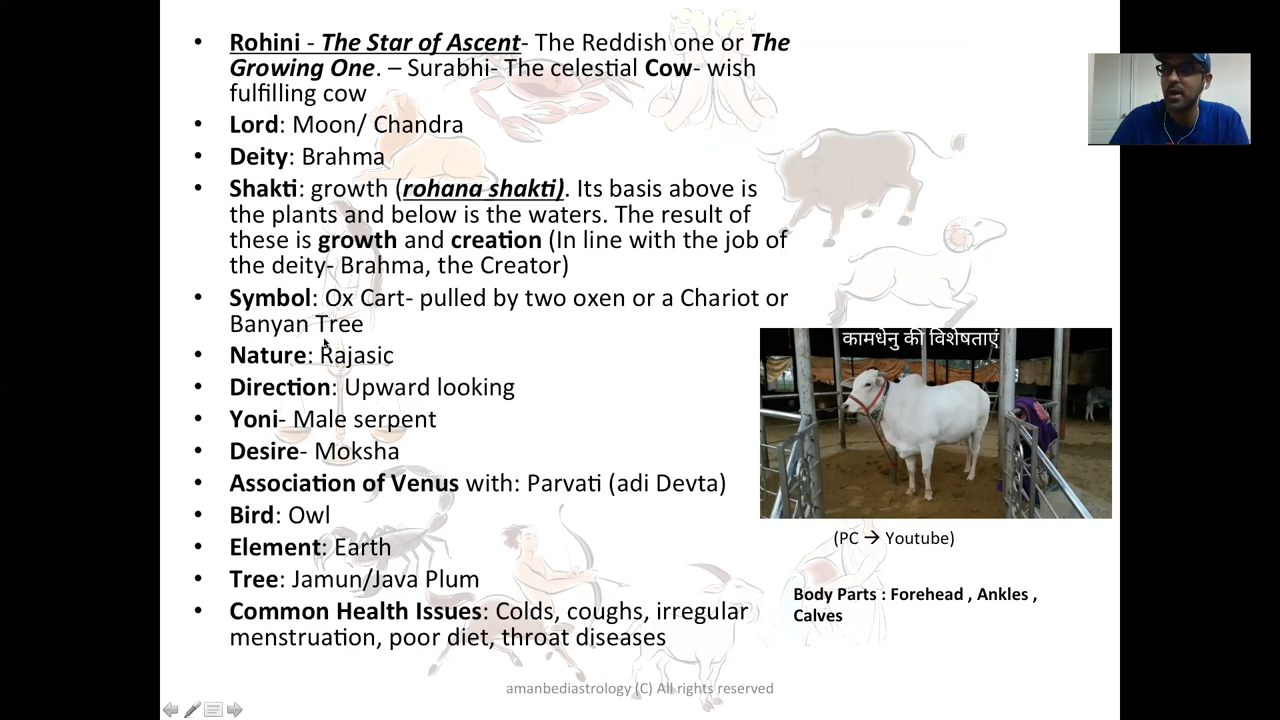 • Rohini - The Star of Ascent- The Reddish one or The
Growing One. – Surabhi- The celestial Cow- wish
fulfilling cow
• Lord: Moon/ Chandra
• Deity: Brahma
• Shakti: growth (rohana shakti). Its basis above is
the plants and below is the waters. The result of
these is growth and creation (In line with the job of
the deity- Brahma, the Creator)
• Symbol: Ox Cart- pulled by two oxen or a Chariot or
Banyan Tree
• Nature: Rajasic
• Direction: Upward looking
• Yoni- Male serpent
• Desire- Moksha
• Association of Venus with: Parvati (adi Devta)
• Bird: Owl
• Element: Earth
• Tree: Jamun/Java Plum
• Common Health Issues: Colds, coughs, irregular
menstruation, poor diet, throat diseases
कामधेनु की विशेषताएं
(PC → Youtube)
Body Parts : Forehead , Ankles ,
Calves
amanbediastrology (C) All rights reserved